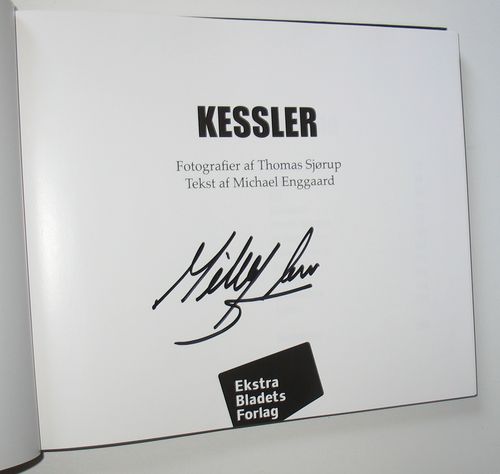 KESSLER
Fotografier af Thomas Sjørup
Tekst af Michael Enggaard
Ekstra
Bladets
Forlag